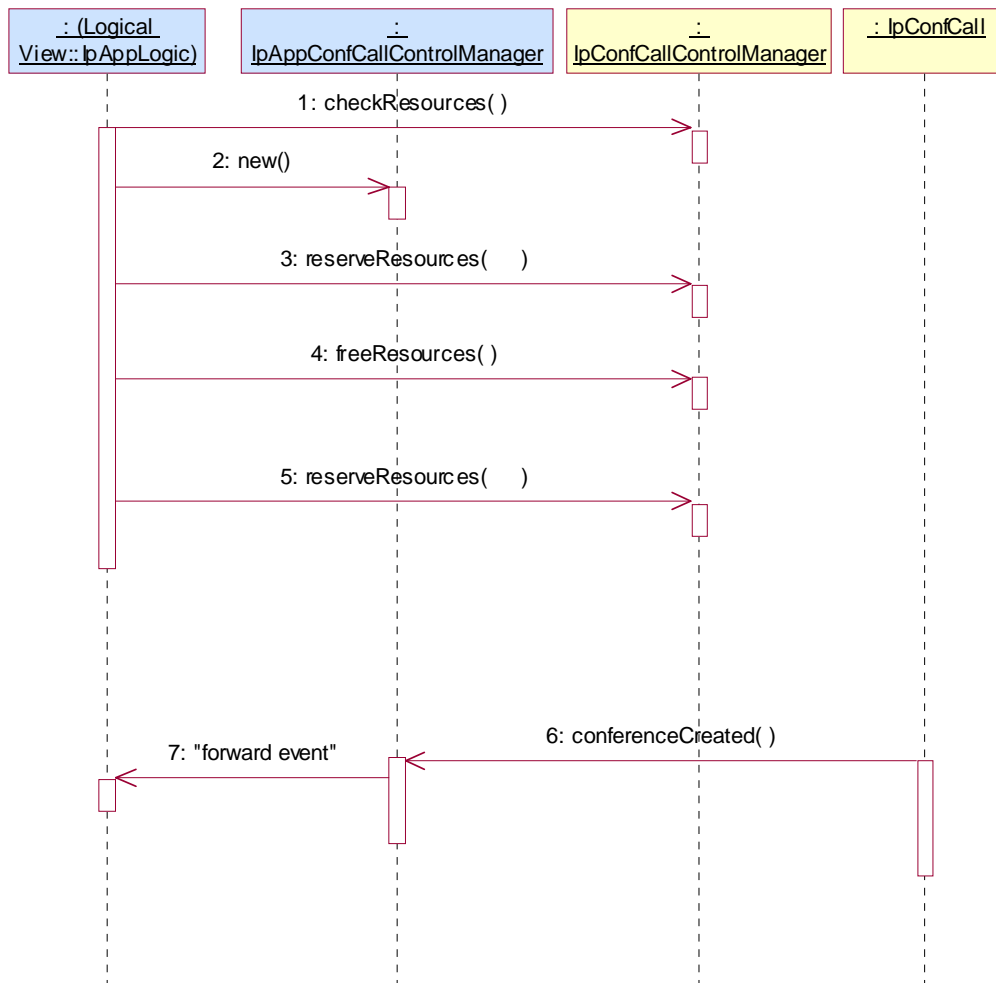 : (Logical
View::IpAppLogic)
:
IpAppConfCallControlManager
:
IpConfCallControlManager
: IpConfCall
1: checkResources( )
2: new()
3: reserveResources(     )
4: freeResources( )
5: reserveResources(     )
6: conferenceCreated( )
7: "forward event"